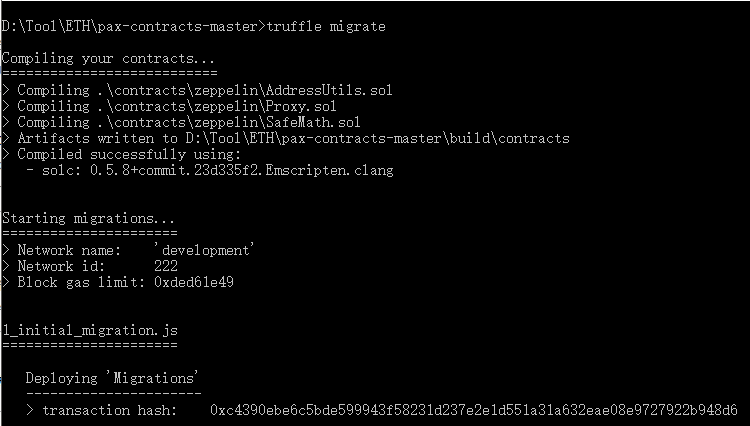 D:\Tool\ETH\pax-contracts-master>truffle migrate
Compiling your contracts...
===========================
> Compiling .\contracts\zeppelin\AddressUtils.sol
> Compiling .\contracts\zeppelin\Proxy.sol
> Compiling .\contracts\zeppelin\SafeMath.sol
> Artifacts written to D:\Tool\ETH\pax-contracts-master\build\contracts
> Compiled successfully using:
- solc: 0.5.8+commit.23d335f2.Emscripten.clang
Starting migrations...
======================
> Network name: 'development'
> Network id: 222
> Block gas limit: 0xded61e49
1_initial_migration.js
======================
Deploying 'Migrations'
----------------------
> transaction hash: 0xc4390ebe6c5bde599943f58231d237e2e1d551a31a632eae08e9727922b948d6